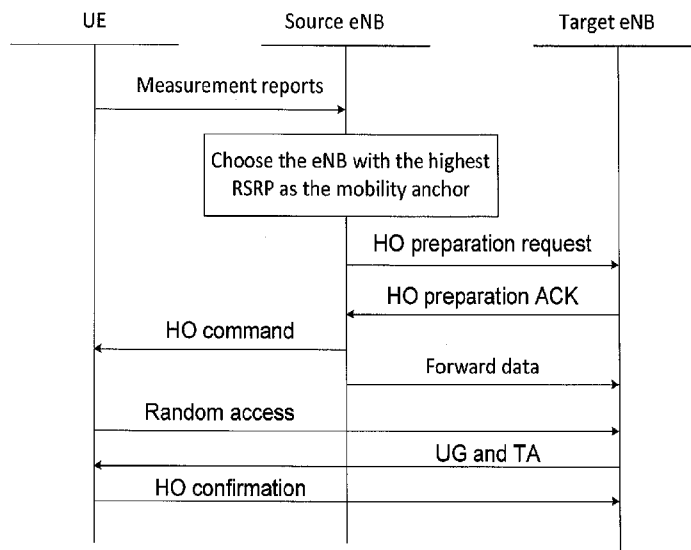 UE
Source eNB
Target eNB
Measurement reports
Choose the eNB with the highest
RSRP as the mobility anchor
HO preparation request
HO preparation ACK
HO command
Forward data
Random access
UG and TA
HO confirmation